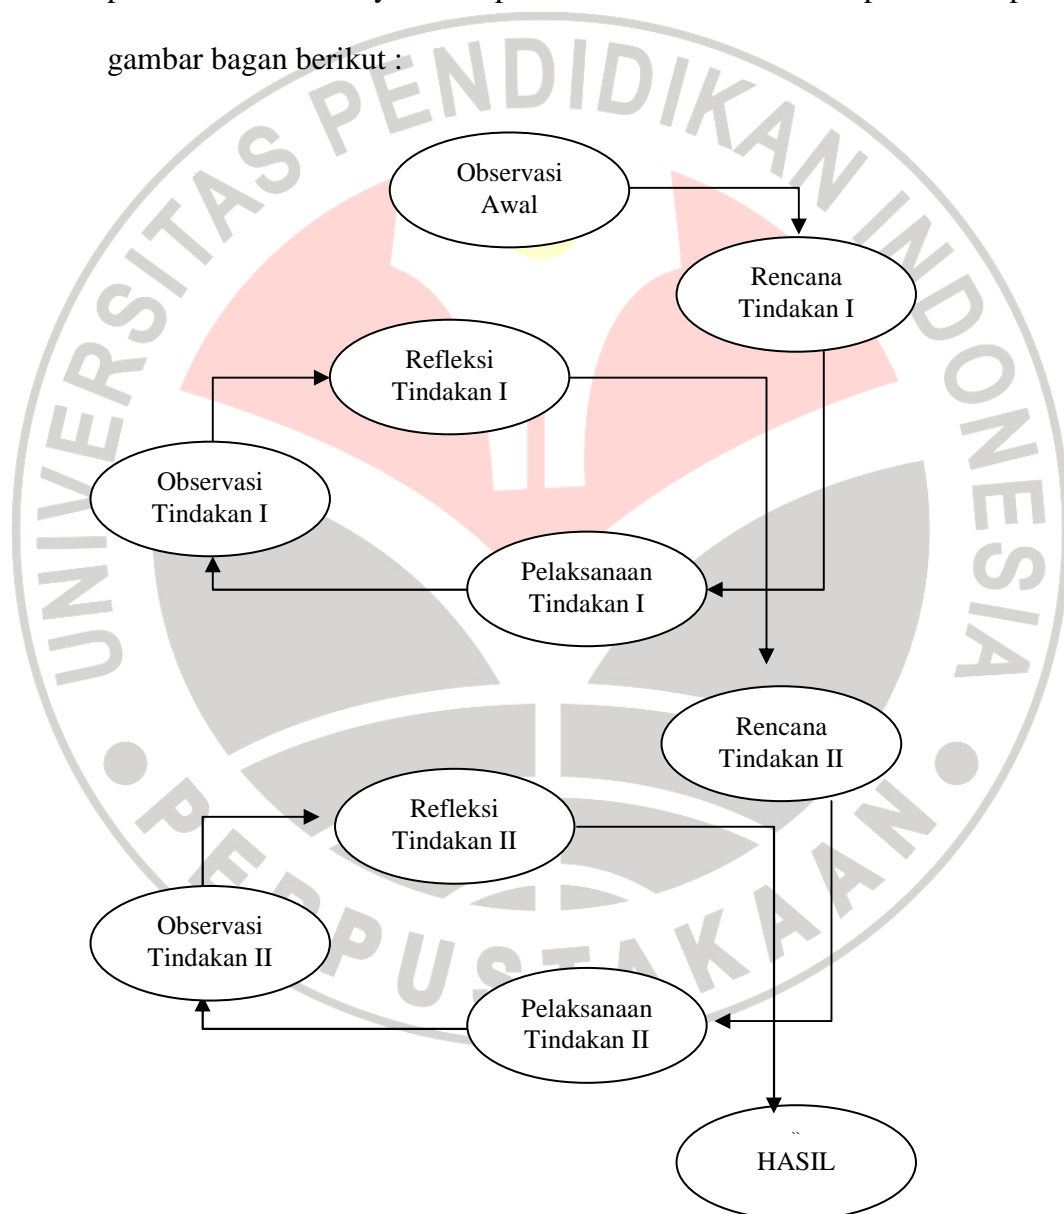 gambar bagan berikut :
UNIVERSITAS PENDIDIKAN INDONESIA
Observasi
Awal
Rencana
Tindakan I
Refleksi
Tindakan I
Observasi
Tindakan I
Pelaksanaan
Tindakan I
Rencana
Tindakan II
Refleksi
Tindakan II
Observasi
Tindakan II
Pelaksanaan
Tindakan II
``
HASIL
PERPUSTAKAAN